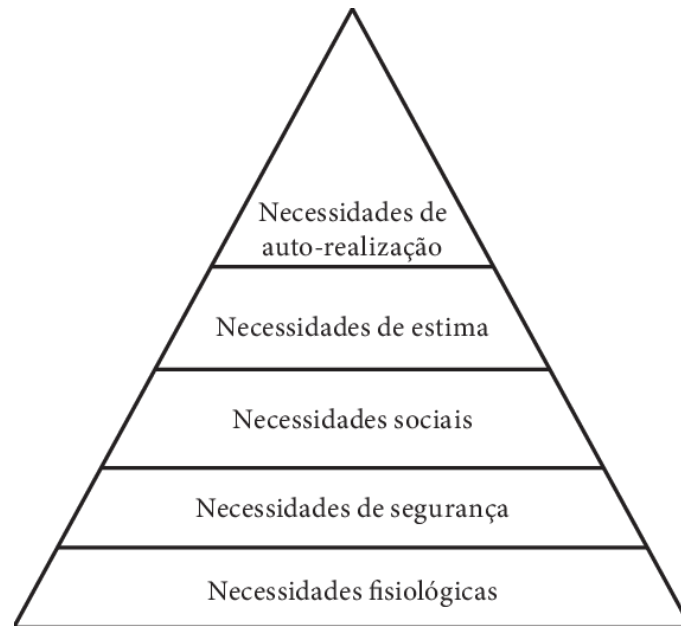 Necessidades de
auto-realização
Necessidades de estima
Necessidades sociais
Necessidades de segurança
Necessidades fisiológicas